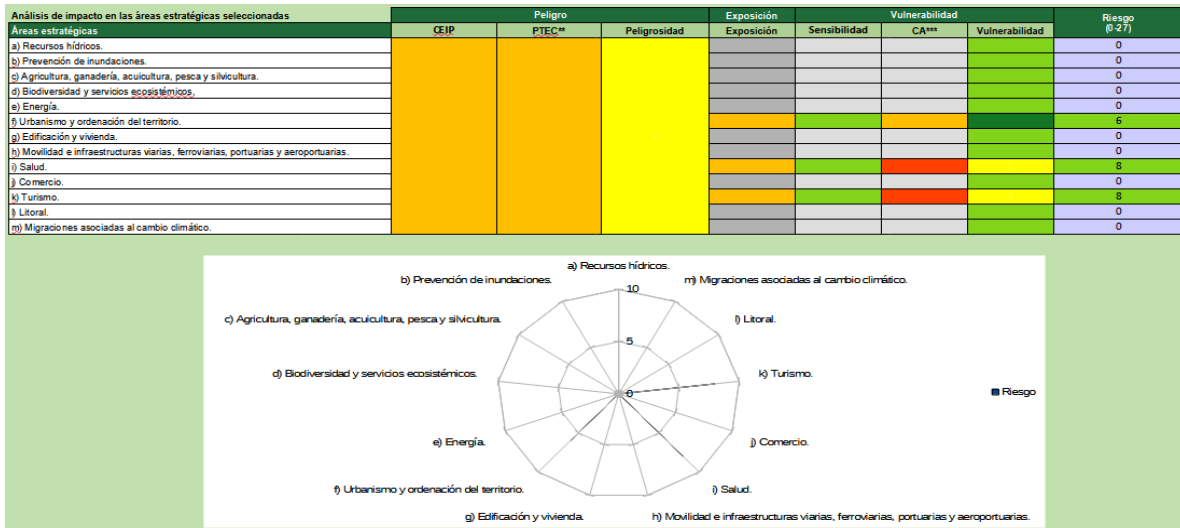 Análisis de impacto en las áreas estratégicas seleccionadas Peligro Exposición Vulnerabilidad Riesgo
Áreas estratégicas ŒIP PTEC** Peligrosidad Exposición Sensibilidad CA*** Vulnerabilidad (0-27)
a) Recursos hídricos. 0
b) Prevención de inundaciones. 0
c) Agricultura, ganadería, acuicultura, pesca y silvicultura. 0
d) Biodiversidad y servicios ecosistémicos. 0
e) Energía. 0
f) Urbanismo y ordenación del territorio. 6
g) Edificación y vivienda. 0
h) Movilidad e infraestructuras viarias, ferroviarias, portuarias y aeroportuarias. 0
i) Salud. 8
j) Comercio. 0
k) Turismo. 8
l) Litoral. 0
m) Migraciones asociadas al cambio climático. 0
a) Recursos hídricos.
b) Prevención de inundaciones. m) Migraciones asociadas al cambio climático.
10
c) Agricultura, ganadería, acuicultura, pesca y silvicultura. l) Litoral.
5
d) Biodiversidad y servicios ecosistémicos. k) Turismo.
0 Riesgo
e) Energía. j) Comercio.
f) Urbanismo y ordenación del territorio. i) Salud.
g) Edificación y vivienda. h) Movilidad e infraestructuras viarias, ferroviarias, portuarias y aeroportuarias.